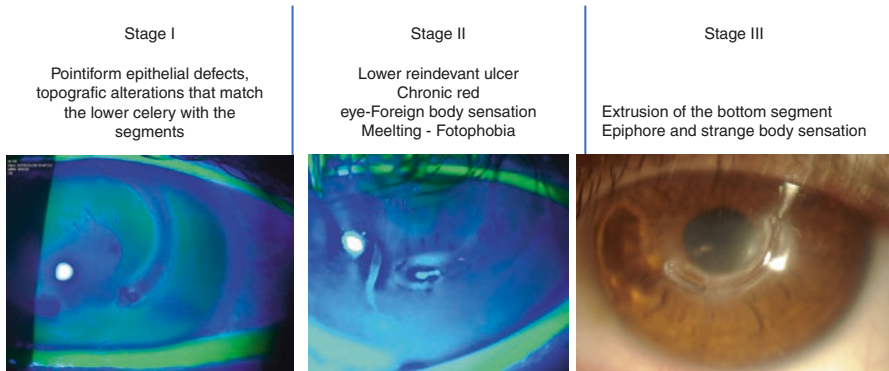 Stage I
Pointiform epithelial defects,
topografic alterations that match
the lower celery with the
segments
Stage II
Lower reindevant ulcer
Chronic red
eye-Foreign body sensation
Meelting - Fotophobia
Stage III
Extrusion of the bottom segment
Epiphore and strange body sensation